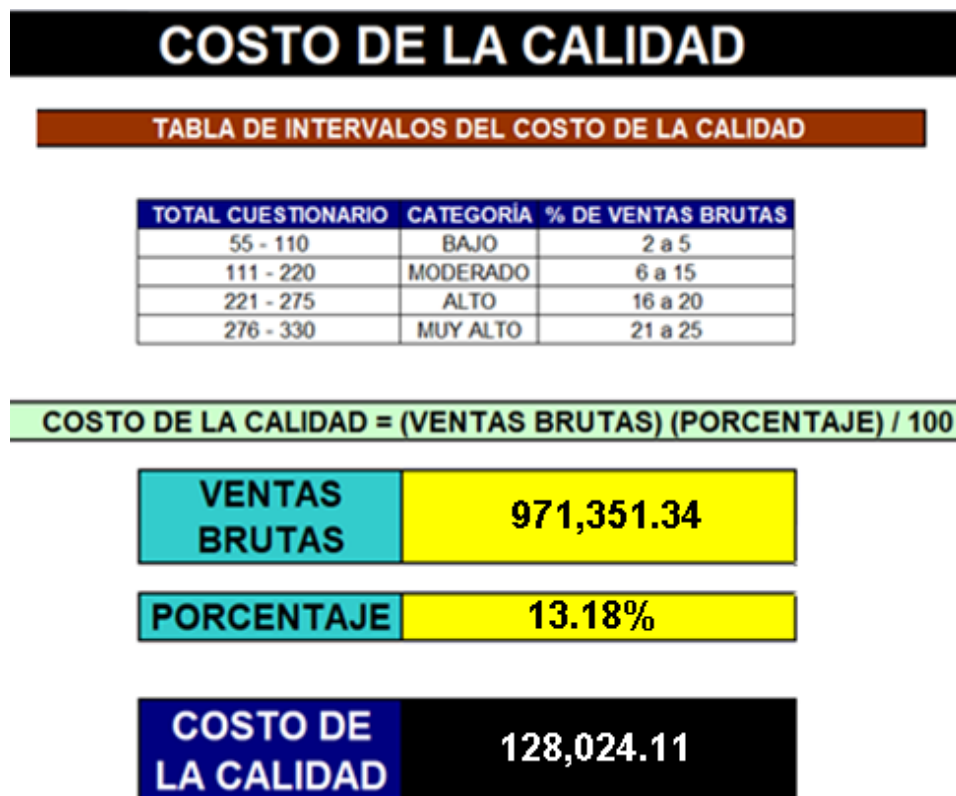 COSTO DE LA CALIDAD
TABLA DE INTERVALOS DEL COSTO DE LA CALIDAD
TOTAL CUESTIONARIO CATEGORÍA % DE VENTAS BRUTAS
55 - 110 BAJO 2 a 5
111 - 220 MODERADO 6 a 15
221 - 275 ALTO 16 a 20
276 - 330 MUY ALTO 21 a 25
COSTO DE LA CALIDAD = (VENTAS BRUTAS) (PORCENTAJE) / 100
VENTAS
BRUTAS
971,351.34
PORCENTAJE 13.18%
COSTO DE
LA CALIDAD
128,024.11